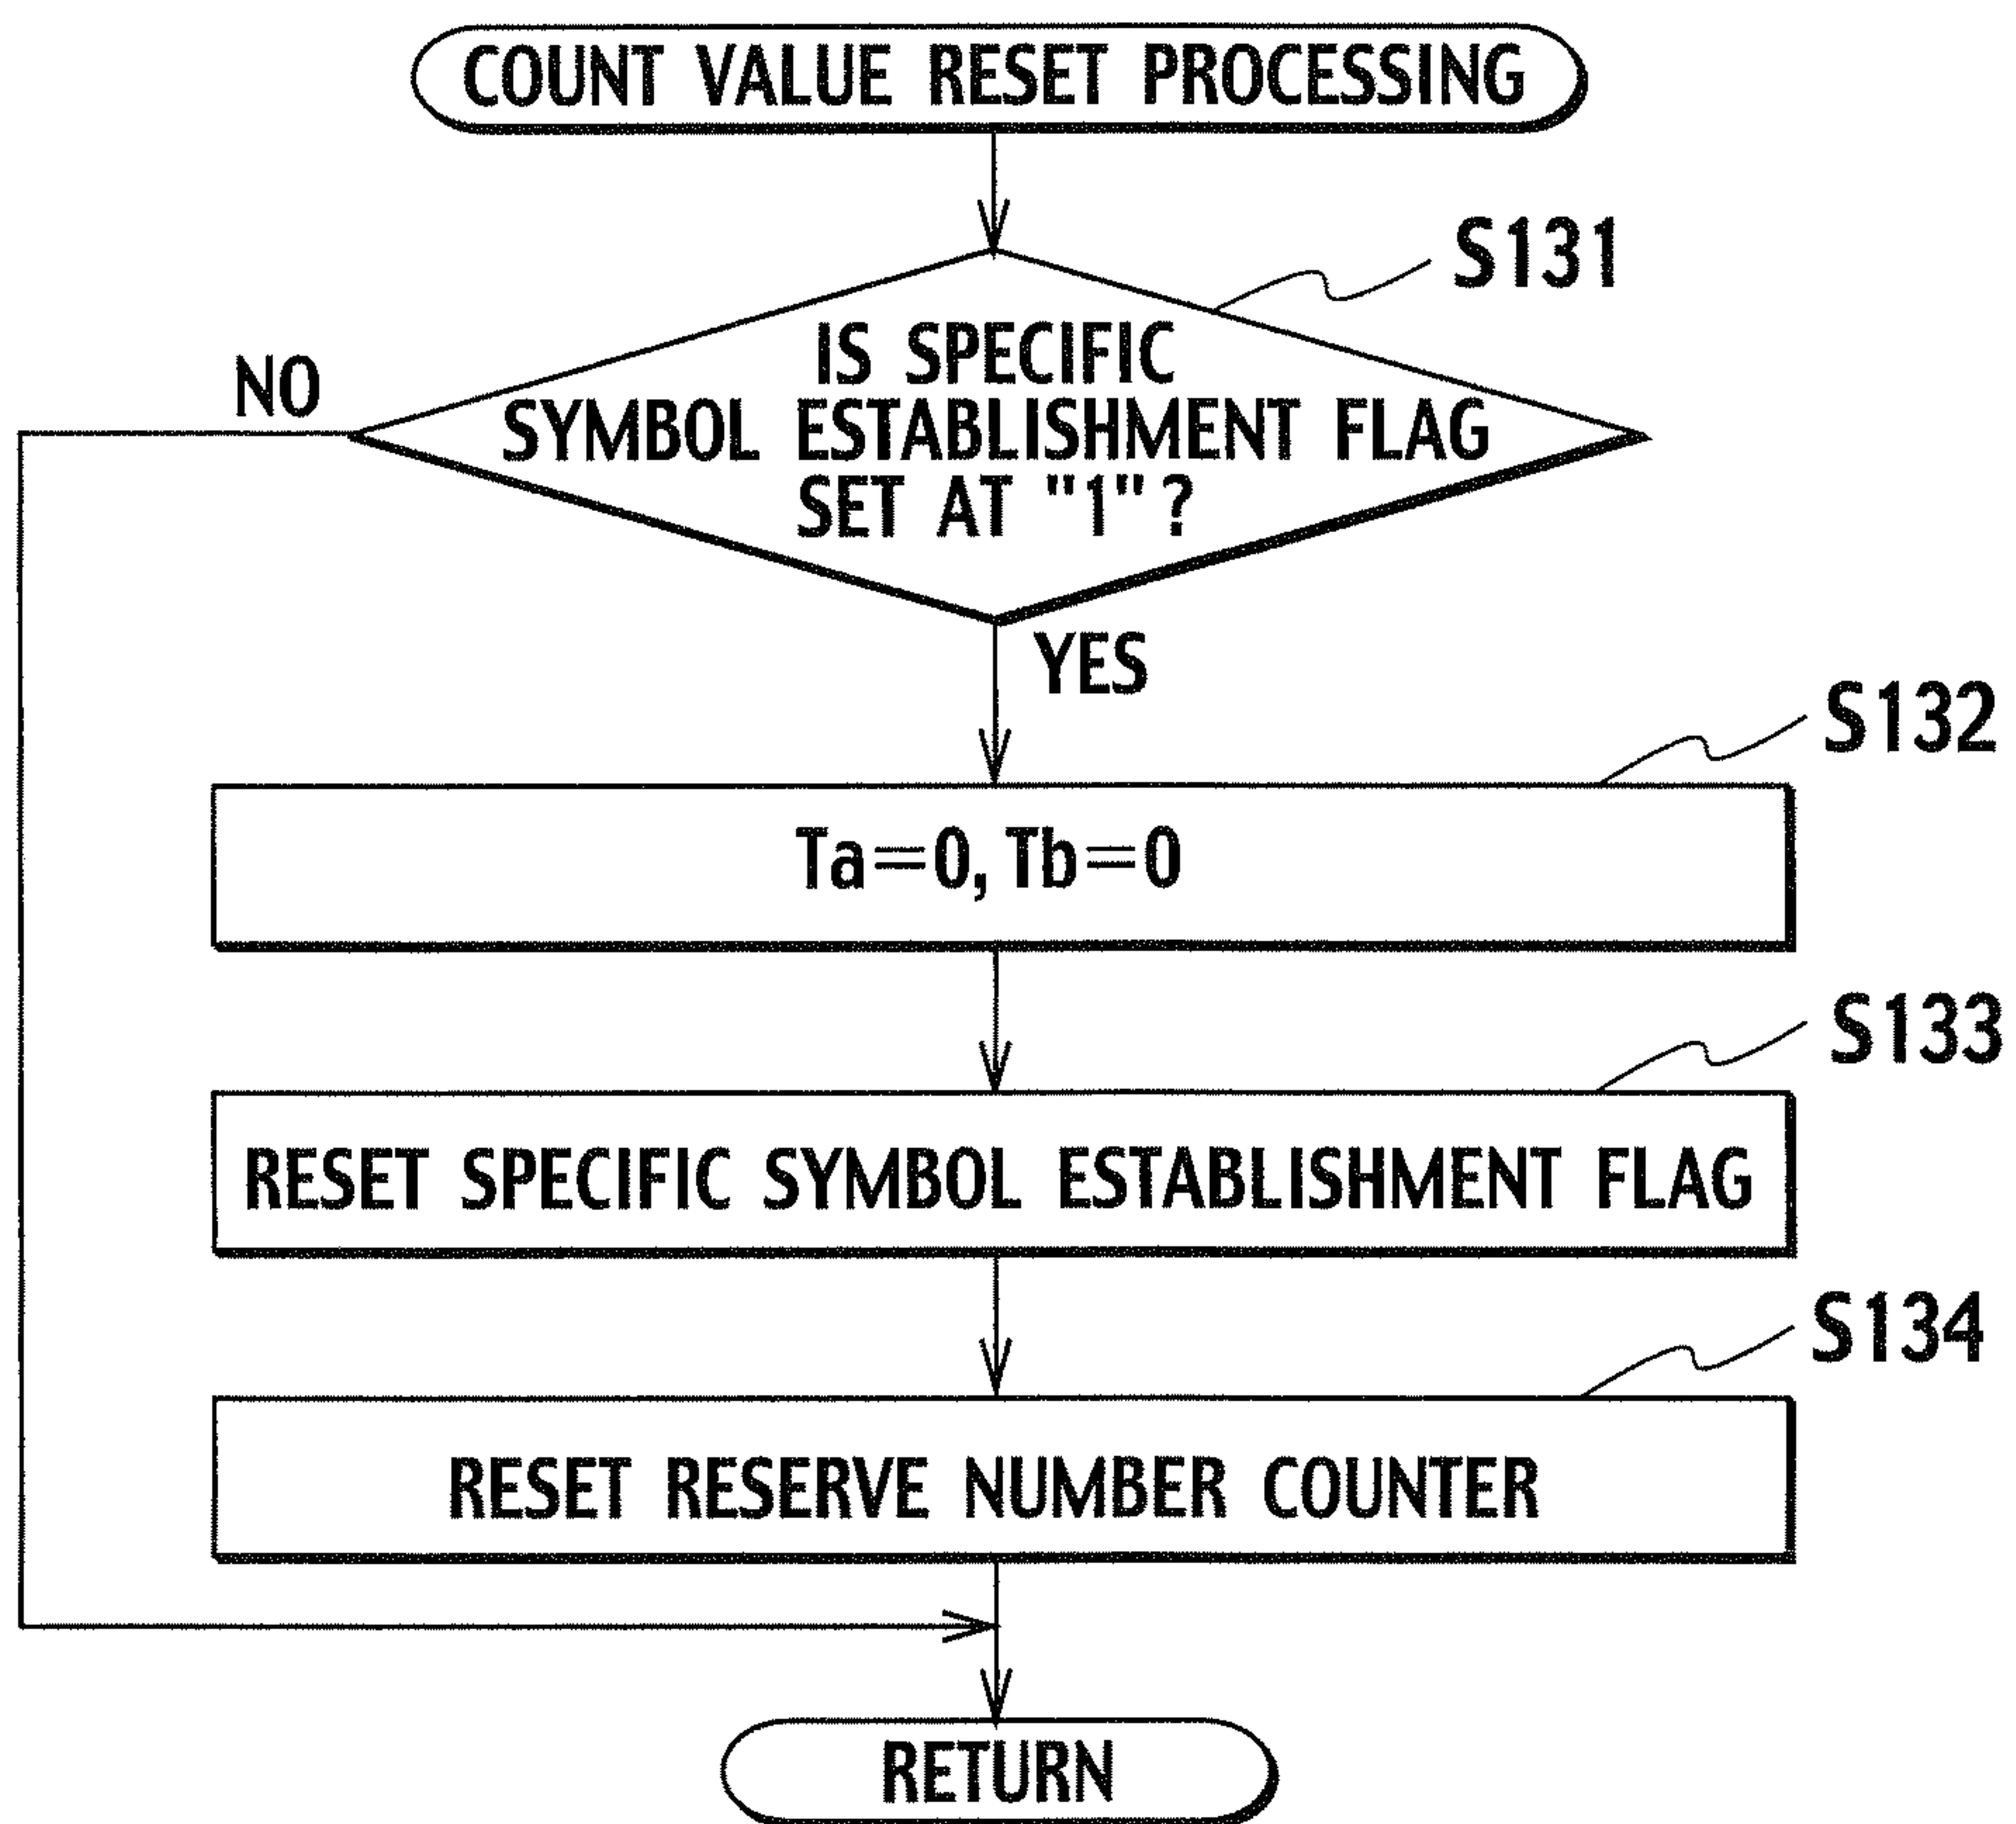 COUNT VALUE RESET PROCESSING
S131
IS SPECIFIC
SYMBOL ESTABLISHMENT FLAG
SET AT "1"?
NO
YES
S132
Ta=0, Tb=0
S133
RESET SPECIFIC SYMBOL ESTABLISHMENT FLAG
S134
RESET RESERVE NUMBER COUNTER
RETURN